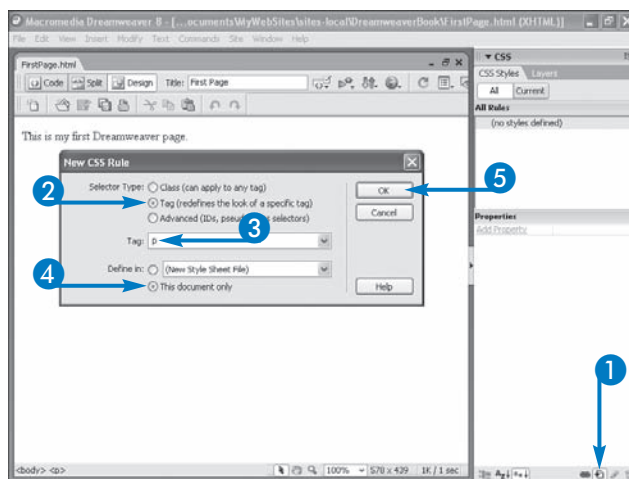 Macromedia Dreamweaver 8 - [...ocuments\MyWebSites\sites-local\DreamweaverBook\FirstPage.html (XHTML)]
File Edit View Insert Modify Text Commands Site Window Help
FirstPage.html
Code Split Design Title: First Page
This is my first Dreamweaver page.
New CSS Rule
Selector Type: Class (can apply to any tag)
2 Tag (redefines the look of a specific tag)
Advanced (IDs, pseud s selectors)
Tag: p 3
Define in: (New Style Sheet File)
4 This document only
OK 5
Cancel
Help
CSS
CSS Styles Layers
All Current
All Rules
(no styles defined)
Properties
Add Property
1
<body> <p> 100% 578 x 439 1K / 1 sec